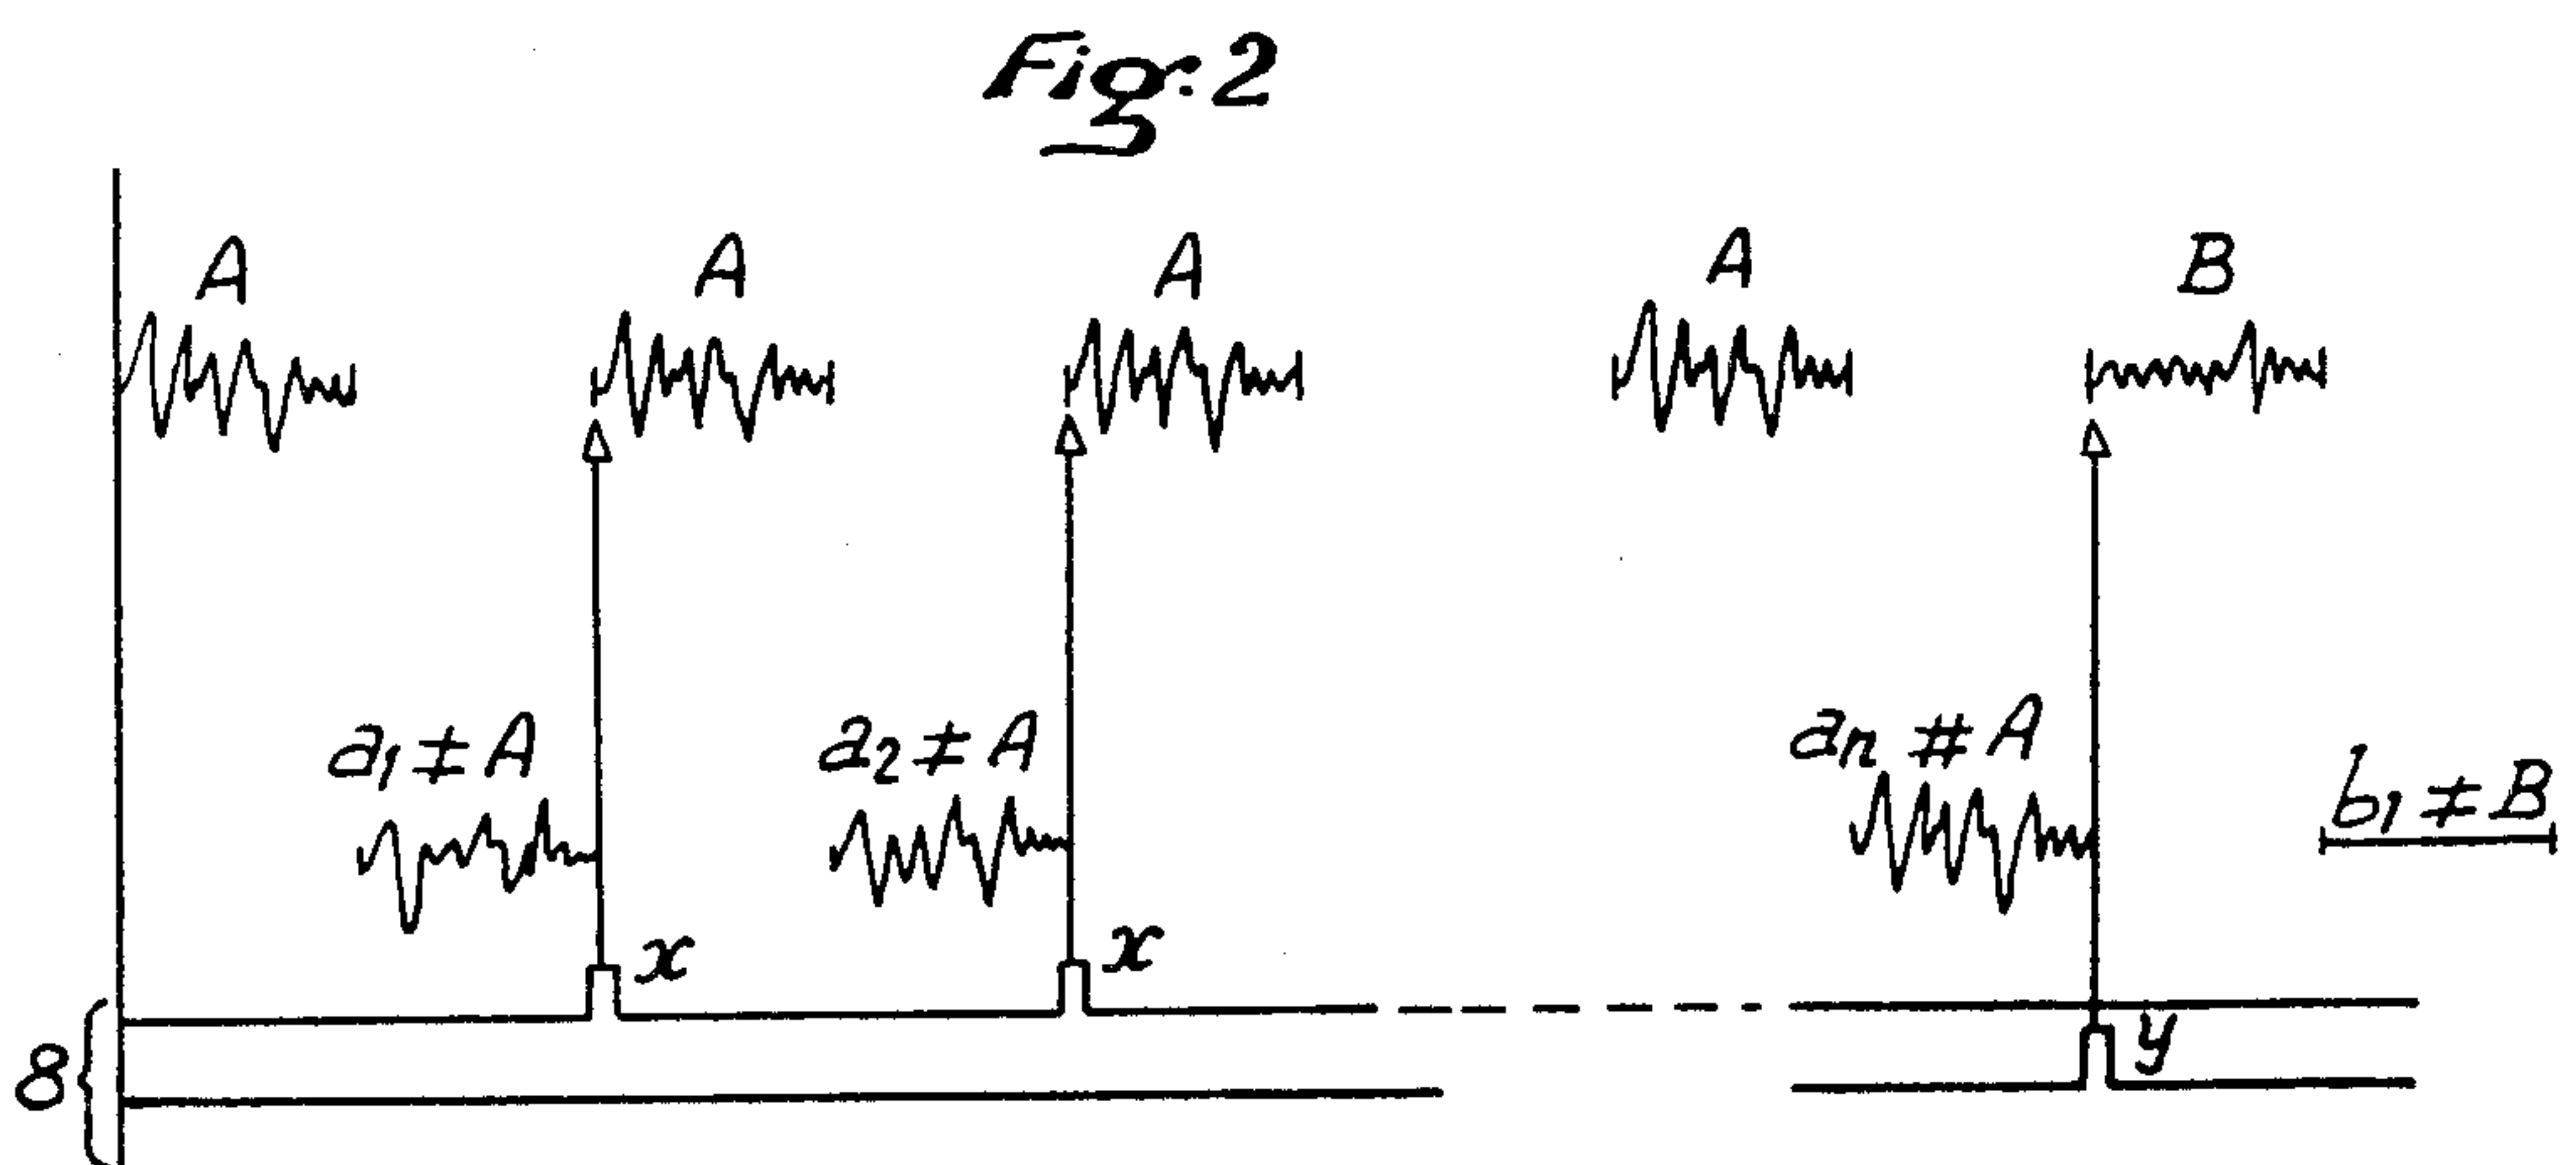 Fig. 2
A A A A B
a1 ≠ A a2 ≠ A an # A b1 ≠ B
x x
y
8